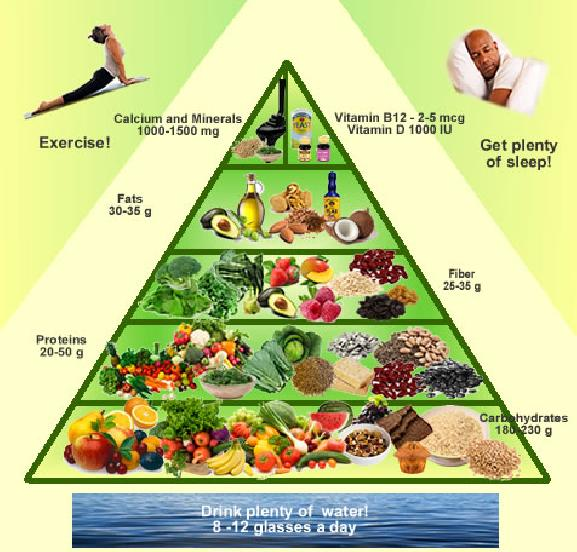 Calcium and Minerals
1000-1500 mg
Vitamin B12 - 2-5 mcg
Vitamin D 1000 IU
Exercise!
Get plenty
of sleep!
YEAST
Fats
30-35 g
Fiber
25-35 g
Proteins
20-50 g
Carbohydrates
180-230 g
Drink plenty of water!
8 -12 glasses a day